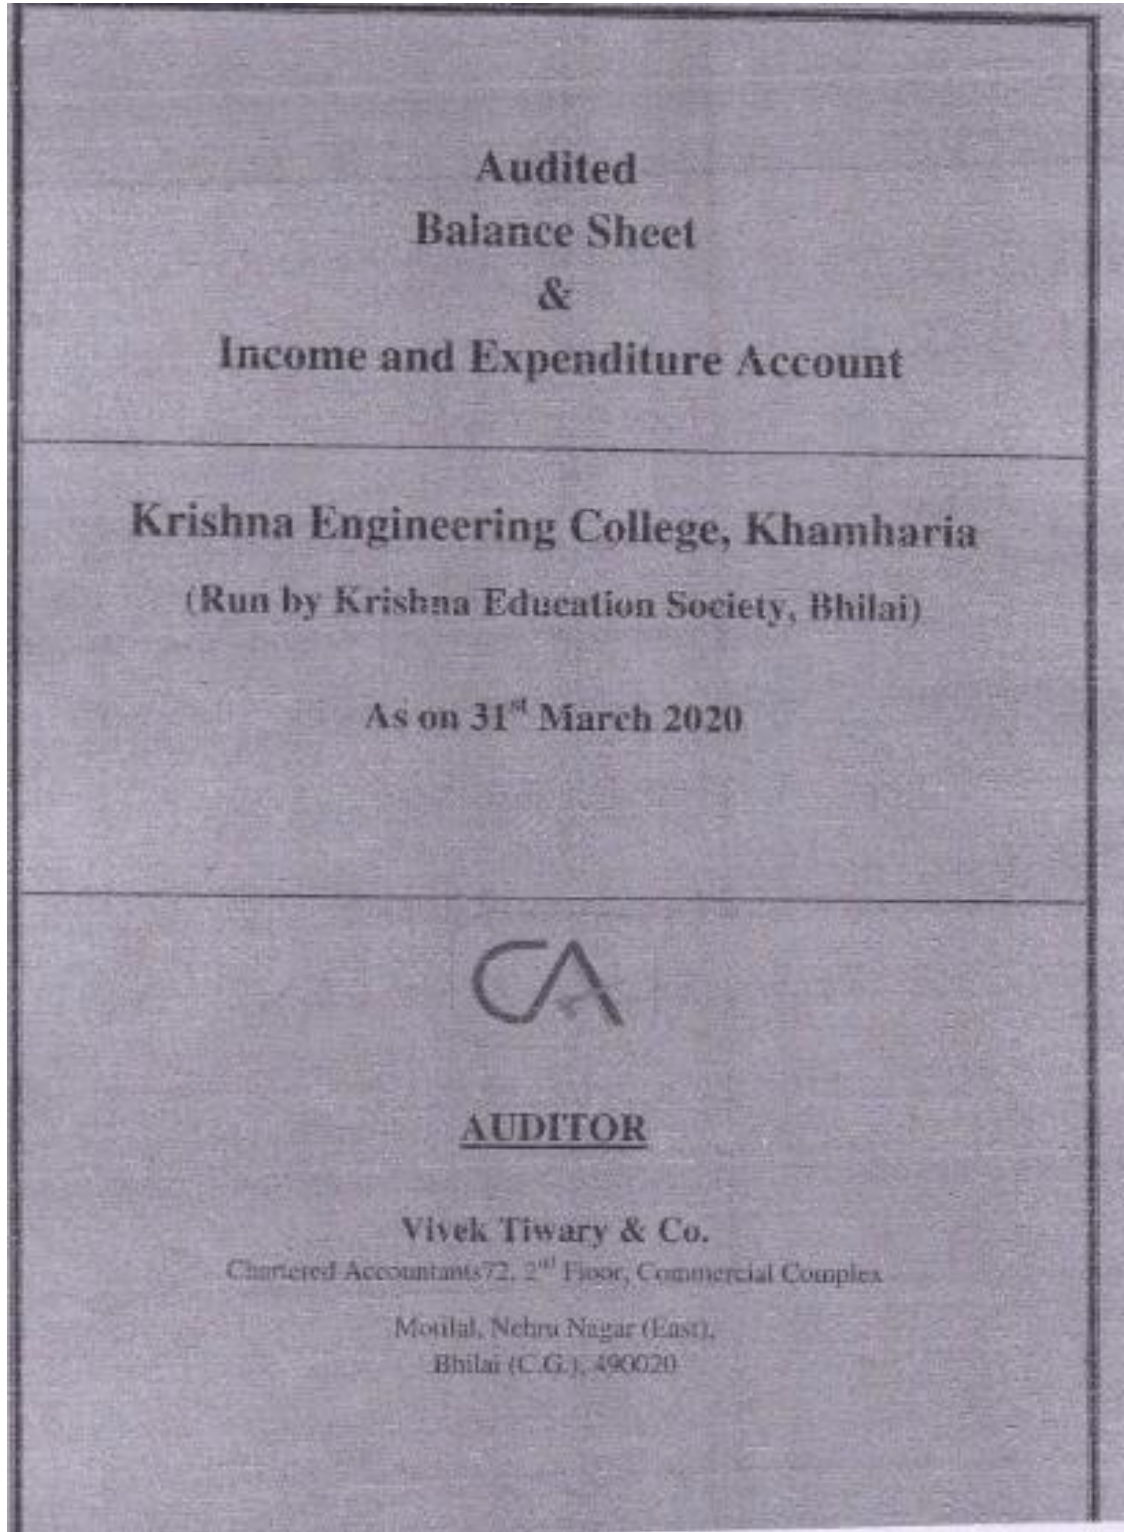 Audited
Balance Sheet
&
Income and Expenditure Account
Krishna Engineering College, Khamharia
(Run by Krishna Education Society, Bhilai)
As on 31st March 2020
CA
AUDITOR
Vivek Tiwary & Co.
Chartered Accountants72, 2nd Floor, Commercial Complex
Motilal, Nehru Nagar (East),
Bhilai (C.G.), 490020